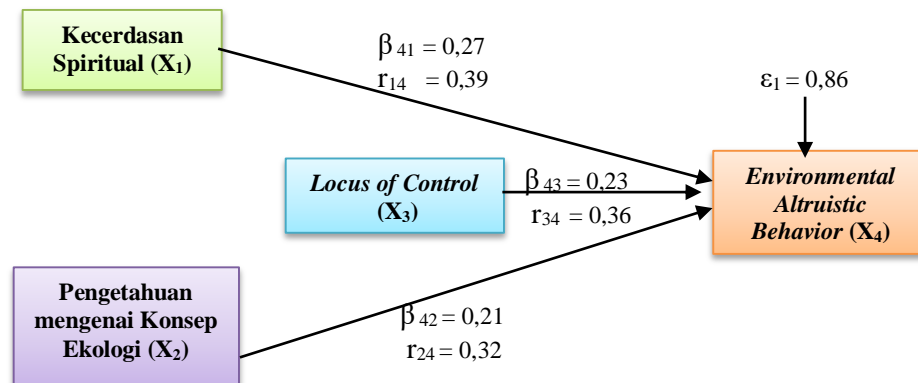 Kecerdasan
Spiritual (X₁)
β ₄₁ = 0,27
r₁₄ = 0,39
ε₁ = 0,86
Locus of Control
(X₃)
β ₄₃ = 0,23
r₃₄ = 0,36
Environmental
Altruistic
Behavior (X₄)
Pengetahuan
mengenai Konsep
Ekologi (X₂)
β ₄₂ = 0,21
r₂₄ = 0,32